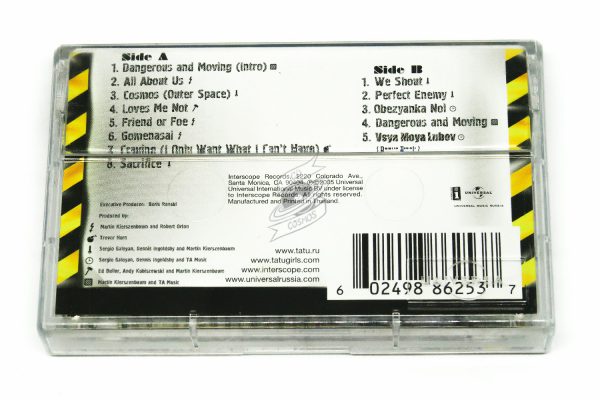 Side A
1. Dangerous and Moving (Intro)
2. All About Us
3. Cosmos (Outer Space)
4. Loves Me Not
5. Friend or Foe
6. Gomenasai
7. Craving (I Only Want What I Can't Have)
8. Sacrifice
Side B
1. We Shout
2. Perfect Enemy
3. Obezyanka Nol
4. Dangerous and Moving
5. Vsya Moya Lubov
Interscope Records, 2220 Colorado Ave.,
Santa Monica, CA 90404. 2005 Universal
Universal International Music BV under license
to Interscope Records. All rights reserved.
Manufactured and Printed in Thailand.
COSMOS
UNIVERSAL
UNIVERSAL MUSIC RUSSIA
Executive Producer: Boris Renski
Produced by:
Martin Kierszenbaum and Robert Orton
Trevor Horn
Sergio Galoyan, Dennis Ingoldsby and Martin Kierszenbaum
Sergio Galoyan, Dennis Ingoldsby and TA Music
Ed Buller, Andy Kubiszewski and Martin Kierszenbaum
Martin Kierszenbaum and TA Music
www.tatu.ru
www.tatugirls.com
www.interscope.com
www.universalrussia.com
6 02498 86253 7